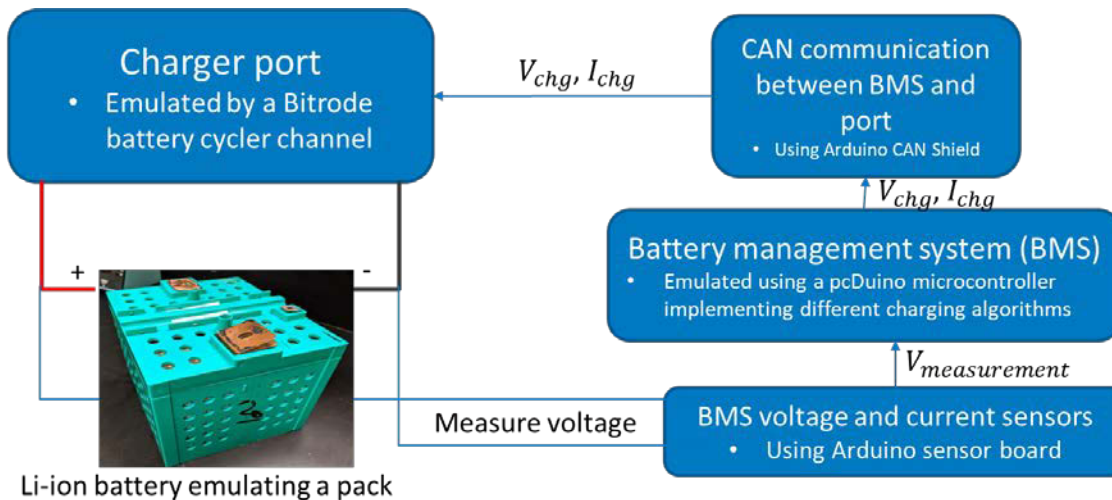 Charger port
• Emulated by a Bitrode
battery cycler channel
V_chg, I_chg
CAN communication
between BMS and
port
• Using Arduino CAN Shield
V_chg, I_chg
Battery management system (BMS)
• Emulated using a pcDuino microcontroller
implementing different charging algorithms
V_measurement
+
-
Measure voltage
BMS voltage and current sensors
• Using Arduino sensor board
Li-ion battery emulating a pack